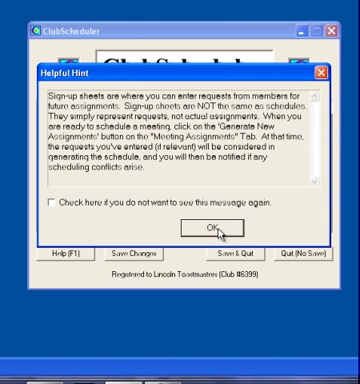 ClubScheduler
Helpful Hint
Sign-up sheets are where you can enter requests from members for
future assignments. Sign-up sheets are NOT the same as schedules.
They simply represent requests, not actual assignments. When you
are ready to schedule a meeting, click on the 'Generate New
Assignments' button on the "Meeting Assignments" Tab. At that time,
the requests you've entered (if relevant) will be considered in
generating the schedule, and you will then be notified if any
scheduling conflicts arise.
Check here if you do not want to see this message again.
OK
Help (F1) Save Changes Save & Quit Quit (No Save)
Registered to Lincoln Toastmasters (Club #6399)